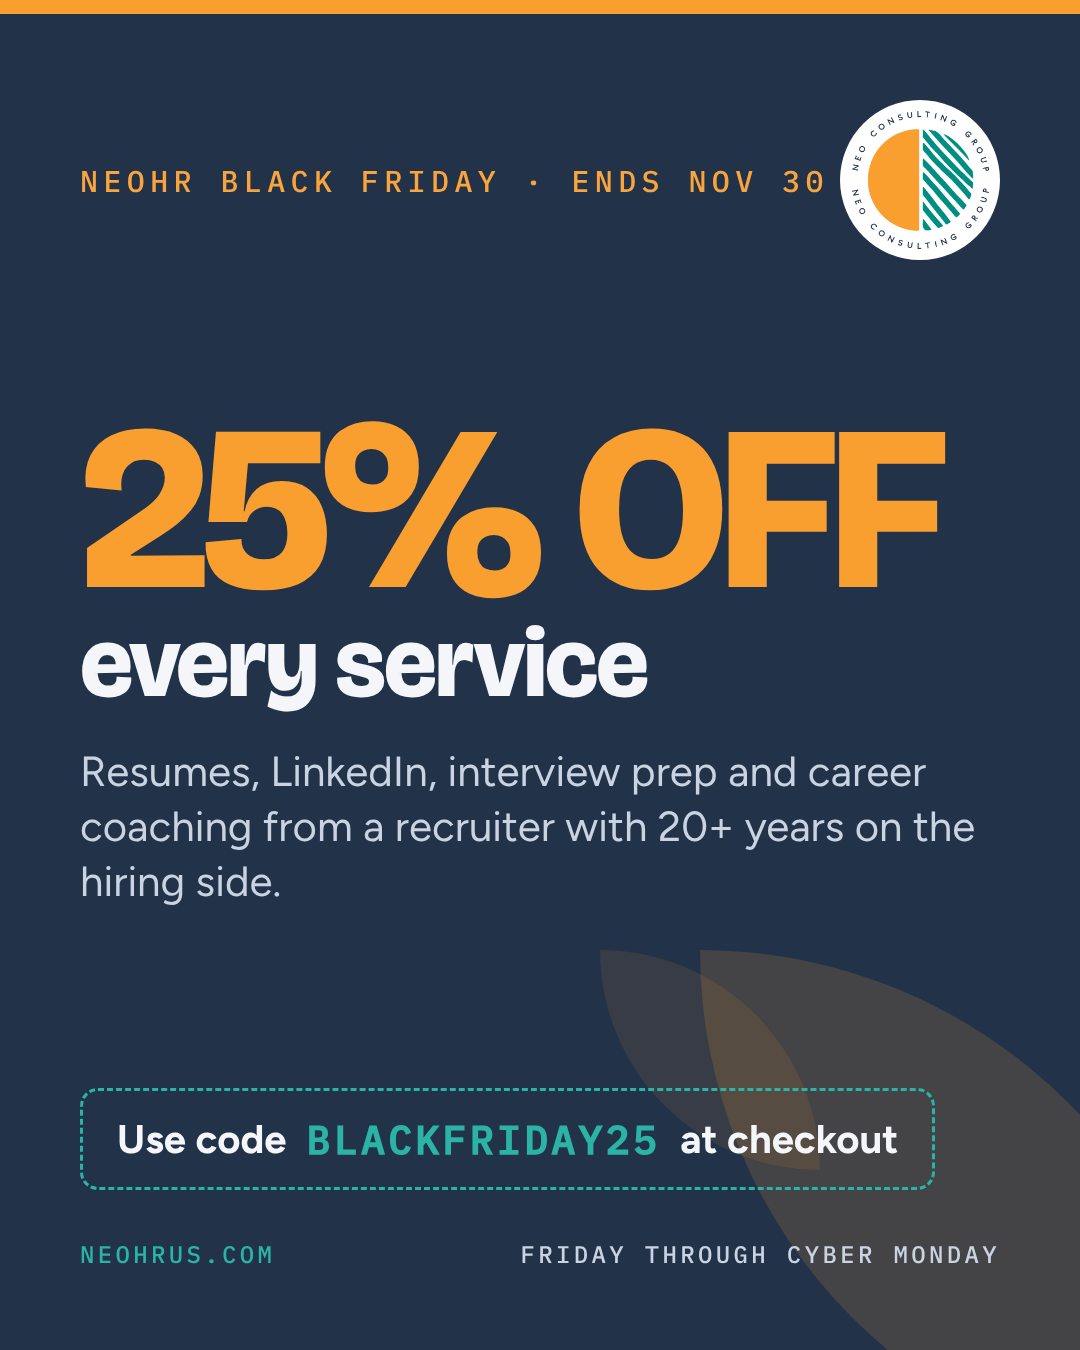 NEOHR BLACK FRIDAY · ENDS NOV 30
NEO CONSULTING GROUP
NEO CONSULTING GROUP
25% OFF
every service
Resumes, LinkedIn, interview prep and career
coaching from a recruiter with 20+ years on the
hiring side.
Use code BLACKFRIDAY25 at checkout
NEOHRUS.COM
FRIDAY THROUGH CYBER MONDAY